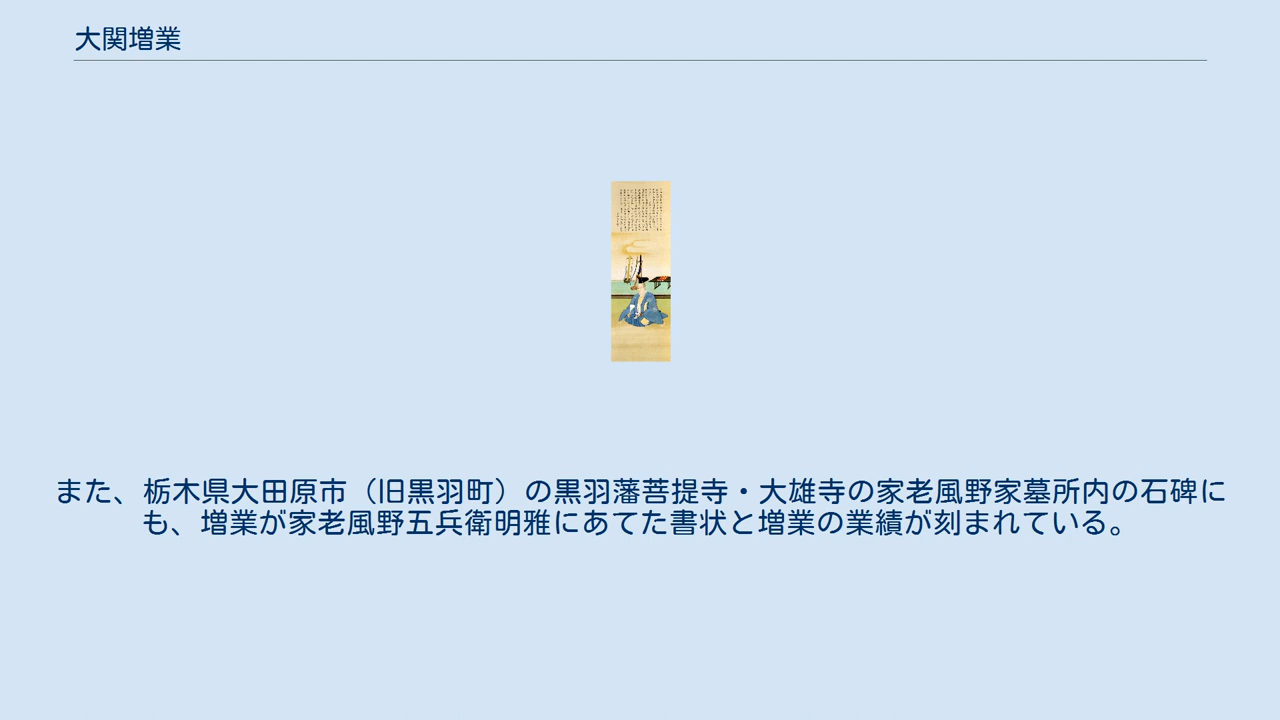 大関増業
また、栃木県大田原市（旧黒羽町）の黒羽藩菩提寺・大雄寺の家老風野家墓所内の石碑に
も、増業が家老風野五兵衛明雅にあてた書状と増業の業績が刻まれている。